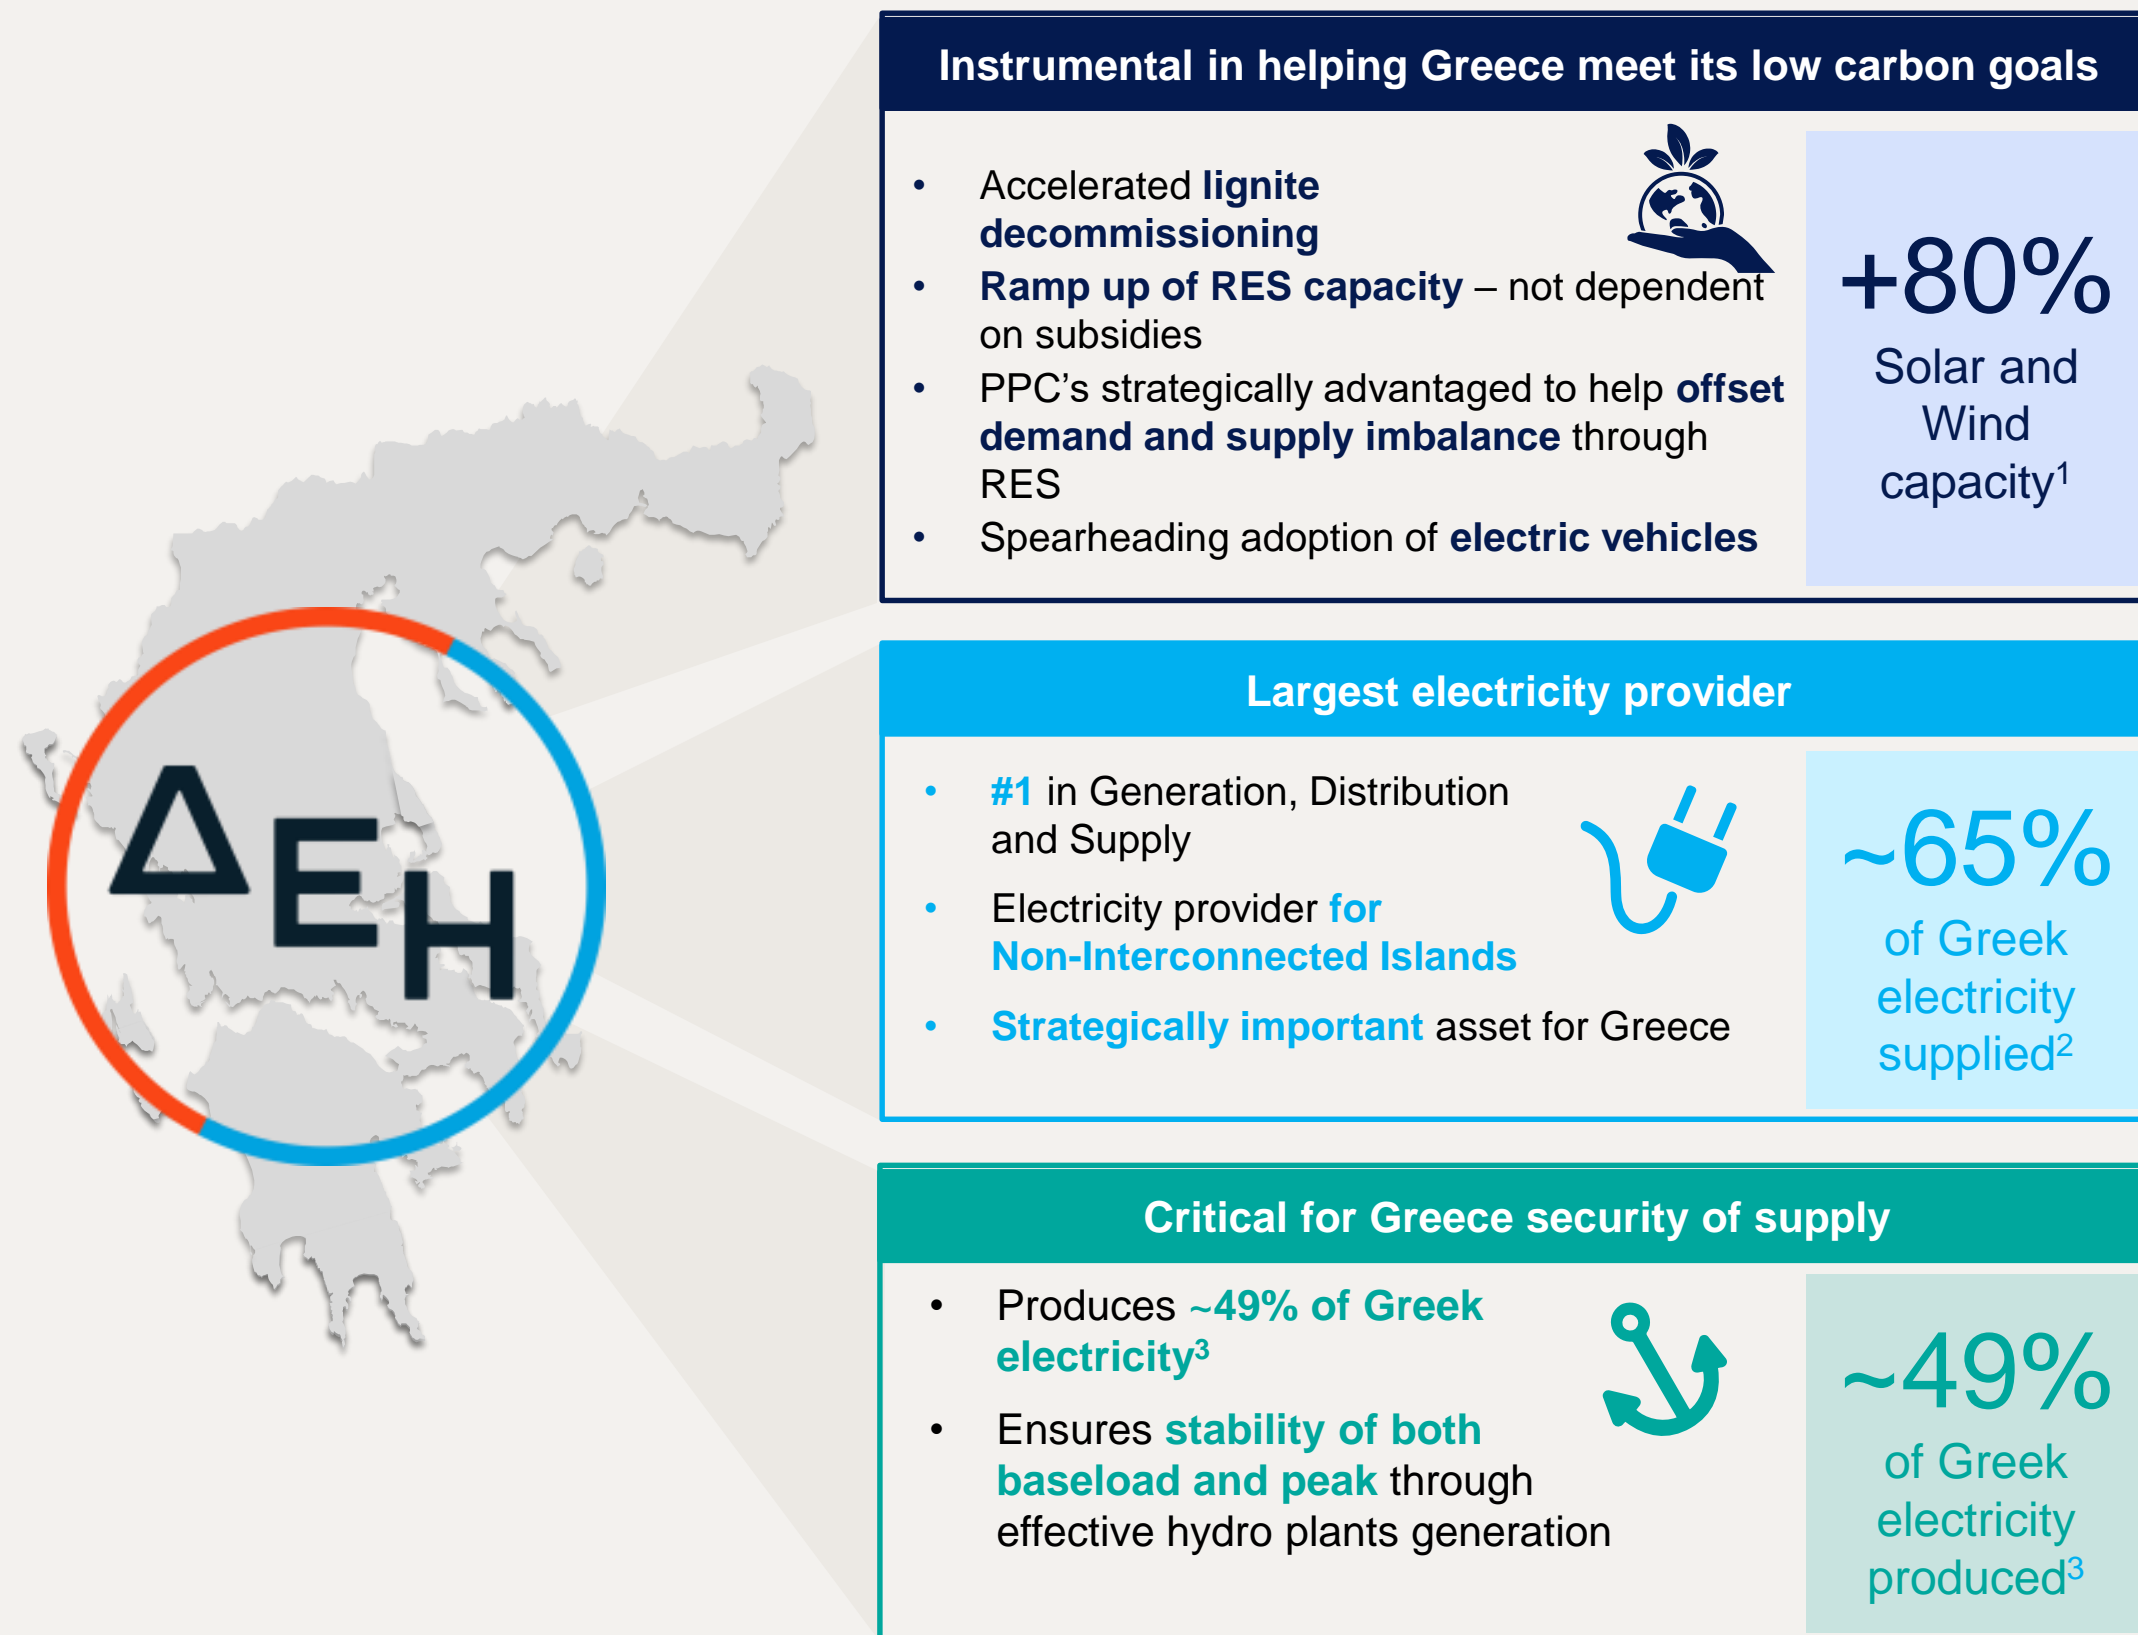 Instrumental in helping Greece meet its low carbon goals
• Accelerated lignite
decommissioning
• Ramp up of RES capacity – not dependent
on subsidies
• PPC’s strategically advantaged to help offset
demand and supply imbalance through
RES
• Spearheading adoption of electric vehicles
+80%
Solar and
Wind
capacity¹
ΔΕΗ
Largest electricity provider
• #1 in Generation, Distribution
and Supply
• Electricity provider for
Non-Interconnected Islands
• Strategically important asset for Greece
~65%
of Greek
electricity
supplied²
Critical for Greece security of supply
• Produces ~49% of Greek
electricity³
• Ensures stability of both
baseload and peak through
effective hydro plants generation
~49%
of Greek
electricity
produced³